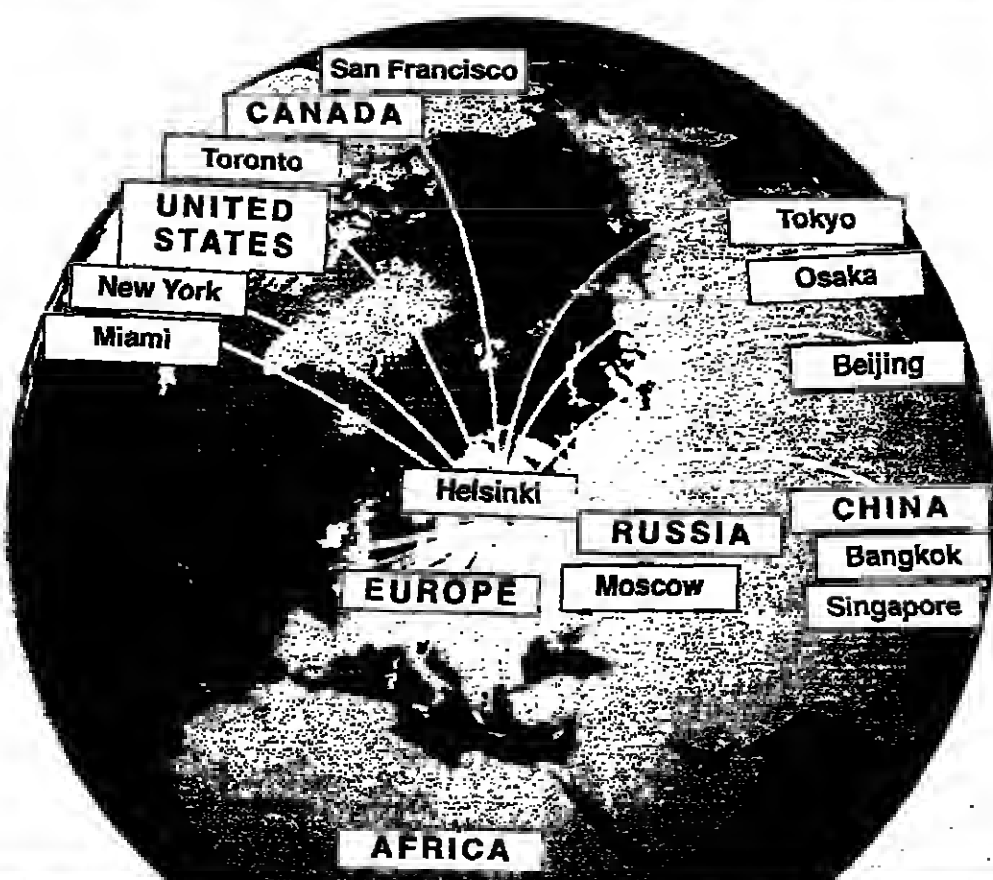 San Francisco
CANADA
Toronto
UNITED
STATES
New York
Miami
Tokyo
Osaka
Beijing
Helsinki
CHINA
RUSSIA
Bangkok
EUROPE
Moscow
Singapore
AFRICA